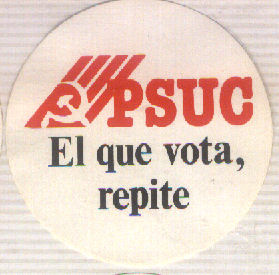 PSUC
El que vota,
repite